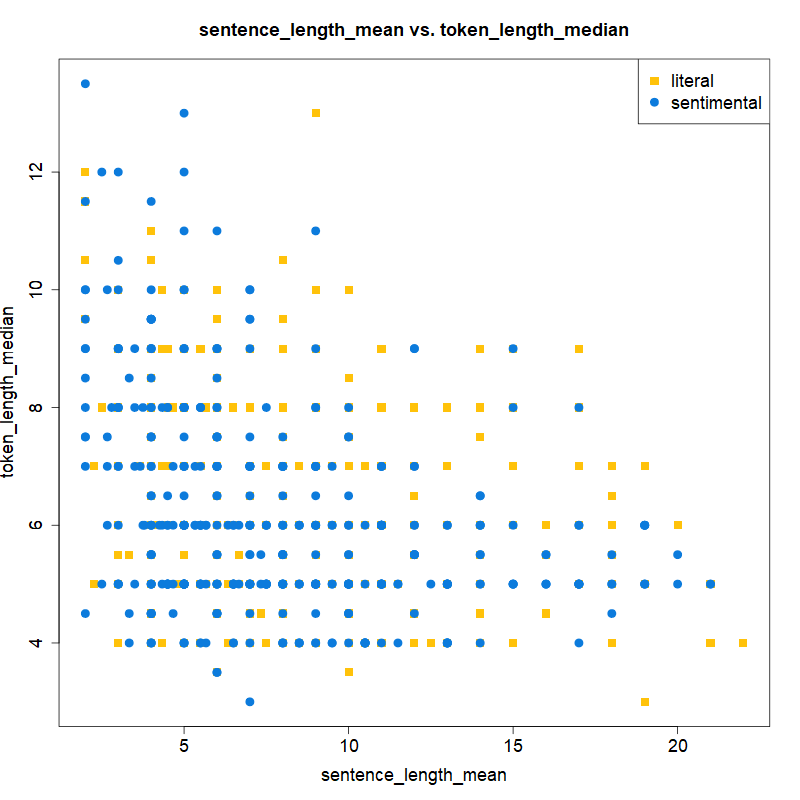 sentence_length_mean vs. token_length_median
literal
sentimental
token_length_median
12
10
8
6
4
5
10
15
20
sentence_length_mean